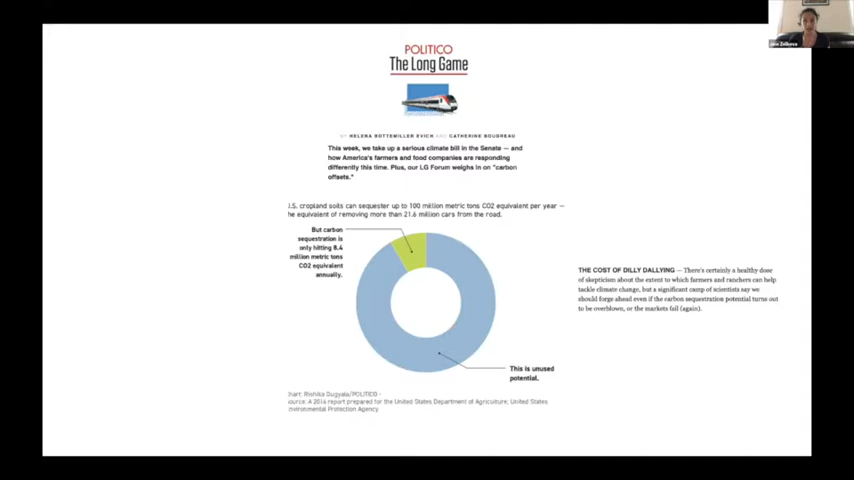 POLITICO
The Long Game
BY HELENA BOTTEMILLER EVICH AND CATHERINE BOUDREAU
This week, we take up a serious climate bill in the Senate — and
how America's farmers and food companies are responding
differently this time. Plus, our LG Forum weighs in on "carbon
offsets."
.S. cropland soils can sequester up to 100 million metric tons CO2 equivalent per year —
he equivalent of removing more than 21.6 million cars from the road.
But carbon
sequestration is
only hitting 8.4
million metric tons
CO2 equivalent
annually.
This is unused
potential.
hart: Rishika Dugyala/POLITICO -
ource: A 2016 report prepared for the United States Department of Agriculture; United States
nvironmental Protection Agency
THE COST OF DILLY DALLYING — There's certainly a healthy dose
of skepticism about the extent to which farmers and ranchers can help
tackle climate change, but a significant camp of scientists say we
should forge ahead even if the carbon sequestration potential turns out
to be overblown, or the markets fail (again).